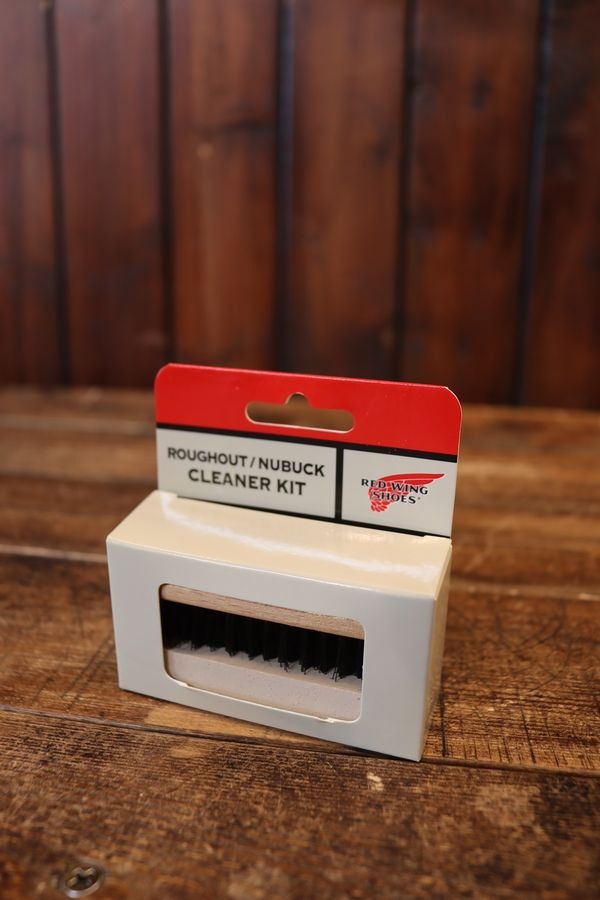 ROUGHOUT / NUBUCK
CLEANER KIT
RED WING
SHOES